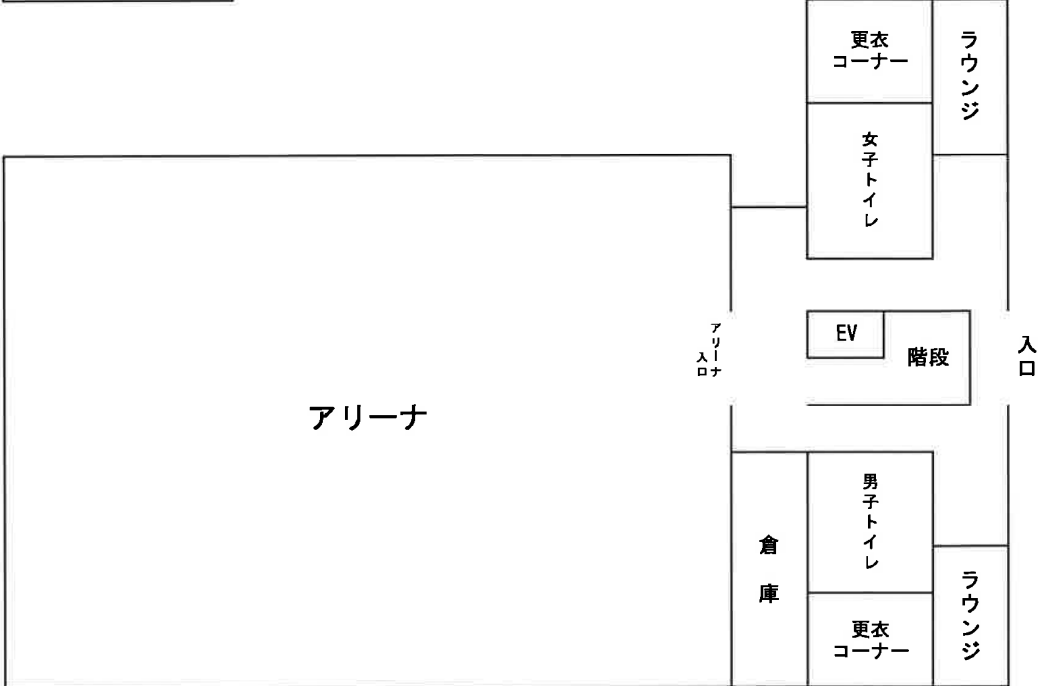 更衣
コーナー
ラウンジ
女子トイレ
アリーナ
入口
EV
階段
入口
アリーナ
男子トイレ
倉庫
ラウンジ
更衣
コーナー